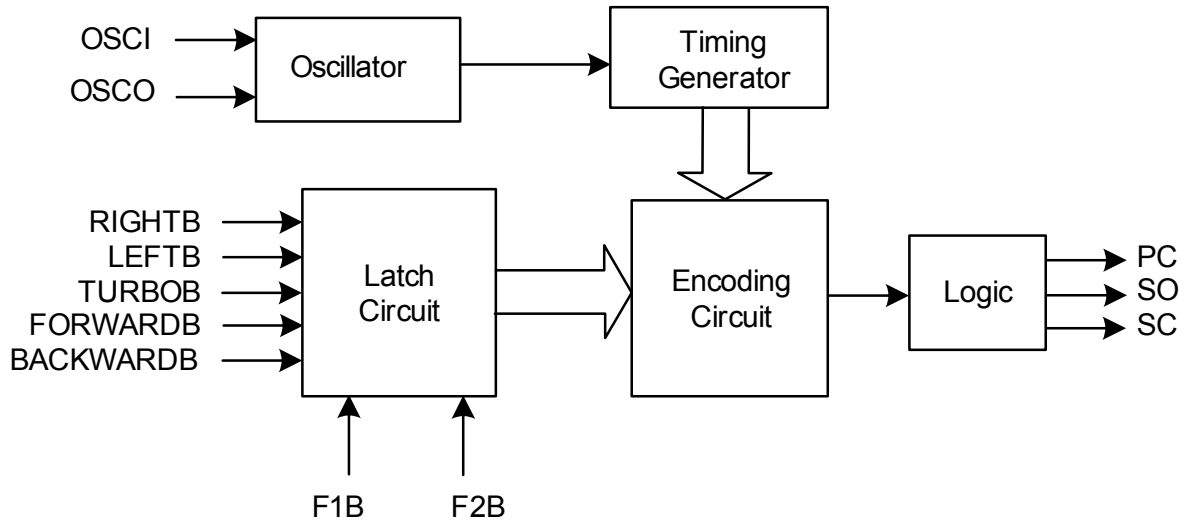 OSCI
OSCO
Oscillator
Timing
Generator
RIGHTB
LEFTB
TURBOB
FORWARDB
BACKWARDB
Latch
Circuit
Encoding
Circuit
Logic
PC
SO
SC
F1B
F2B